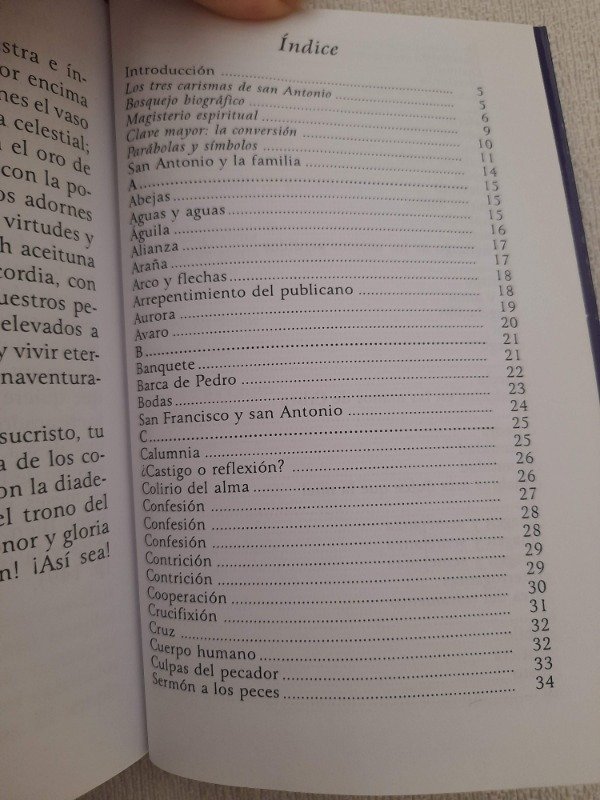 stra e ín-
or encima
nes el vaso
a celestial;
n el oro de
con la po-
os adornes
virtudes y
h aceituna
cordia, con
uestros pe-
elevados a
y vivir eter-
naventura-
sucristo, tu
a de los co-
on la diade-
el trono del
nor y gloria
n! ¡Así sea!
Índice
Introducción ........ 5
Los tres carismas de san Antonio ........ 5
Bosquejo biográfico ........ 6
Magisterio espiritual ........ 9
Clave mayor: la conversión ........ 10
Parábolas y símbolos ........ 11
San Antonio y la familia ........ 14
A ........ 15
Abejas ........ 15
Aguas y aguas ........ 15
Águila ........ 16
Alianza ........ 17
Araña ........ 17
Arco y flechas ........ 18
Arrepentimiento del publicano ........ 18
Aurora ........ 19
Avaro ........ 20
B ........ 21
Banquete ........ 21
Barca de Pedro ........ 22
Bodas ........ 23
San Francisco y san Antonio ........ 24
C ........ 25
Calumnia ........ 25
¿Castigo o reflexión? ........ 26
Colirio del alma ........ 26
Confesión ........ 27
Confesión ........ 28
Confesión ........ 28
Contrición ........ 29
Contrición ........ 29
Cooperación ........ 30
Crucifixión ........ 31
Cruz ........ 32
Cuerpo humano ........ 32
Culpas del pecador ........ 33
Sermón a los peces ........ 34